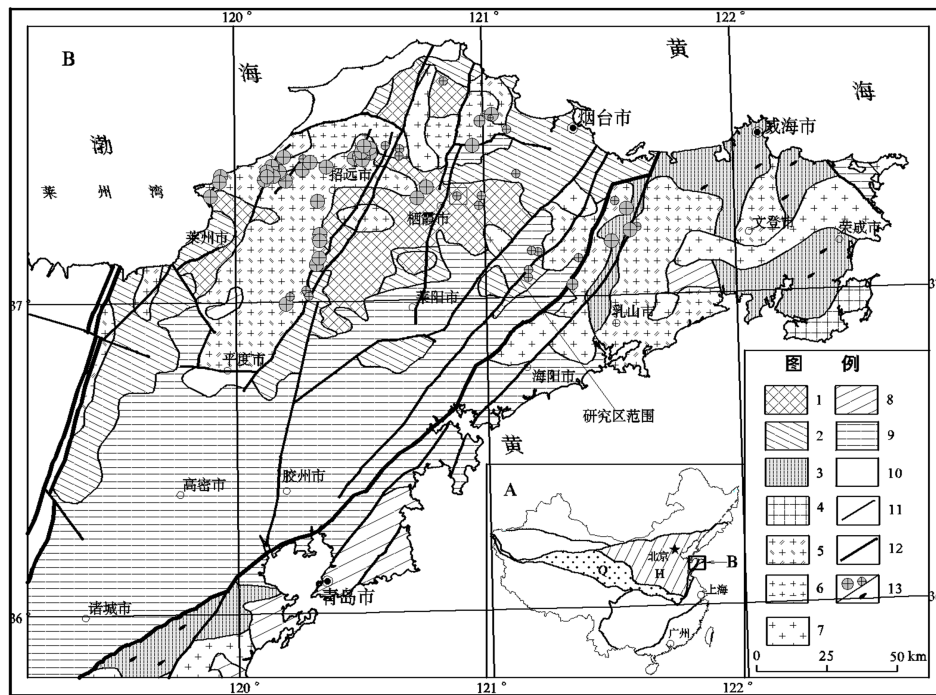 120
121
122
B
海
黄
海
渤
莱 州 湾
烟台市
威海市
招远市
栖霞市
莱州市
文登市
荣成市
37
莱阳市
乳山市
平度市
海阳市
研究区范围
黄
高密市
胶州市
青岛市
诸城市
36
120
121
122
A
北京
H
Q
B
上海
广州
图 例
1
2
3
4
5
6
7
8
9
10
11
12
13
0 25 50 km